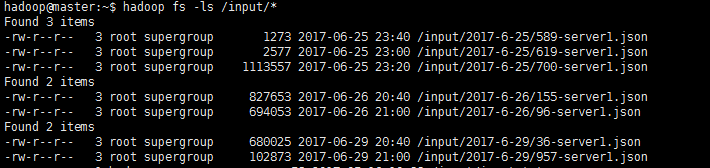 hadoop@master:~$ hadoop fs -ls /input/*
Found 3 items
-rw-r--r-- 3 root supergroup 1273 2017-06-25 23:40 /input/2017-6-25/589-server1.json
-rw-r--r-- 3 root supergroup 2577 2017-06-25 23:00 /input/2017-6-25/619-server1.json
-rw-r--r-- 3 root supergroup 1113557 2017-06-25 23:20 /input/2017-6-25/700-server1.json
Found 2 items
-rw-r--r-- 3 root supergroup 827653 2017-06-26 20:40 /input/2017-6-26/155-server1.json
-rw-r--r-- 3 root supergroup 694053 2017-06-26 21:00 /input/2017-6-26/96-server1.json
Found 2 items
-rw-r--r-- 3 root supergroup 680025 2017-06-29 20:40 /input/2017-6-29/36-server1.json
-rw-r--r-- 3 root supergroup 102873 2017-06-29 21:00 /input/2017-6-29/957-server1.json